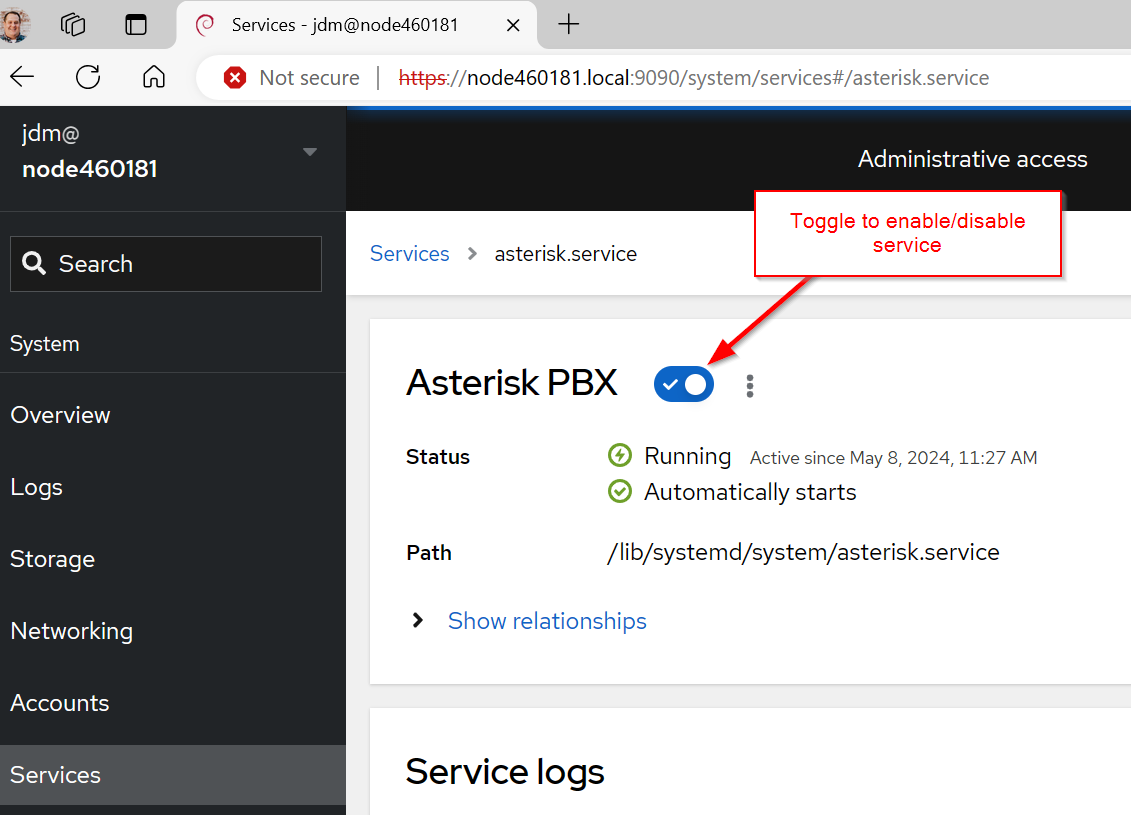 Services - jdm@node460181
Not secure
https://node460181.local:9090/system/services#/asterisk.service
jdm@
node460181
Administrative access
Toggle to enable/disable
service
Search
Services
asterisk.service
System
Asterisk PBX
Overview
Status
Running Active since May 8, 2024, 11:27 AM
Automatically starts
Logs
Path
/lib/systemd/system/asterisk.service
Storage
Show relationships
Networking
Accounts
Service logs
Services